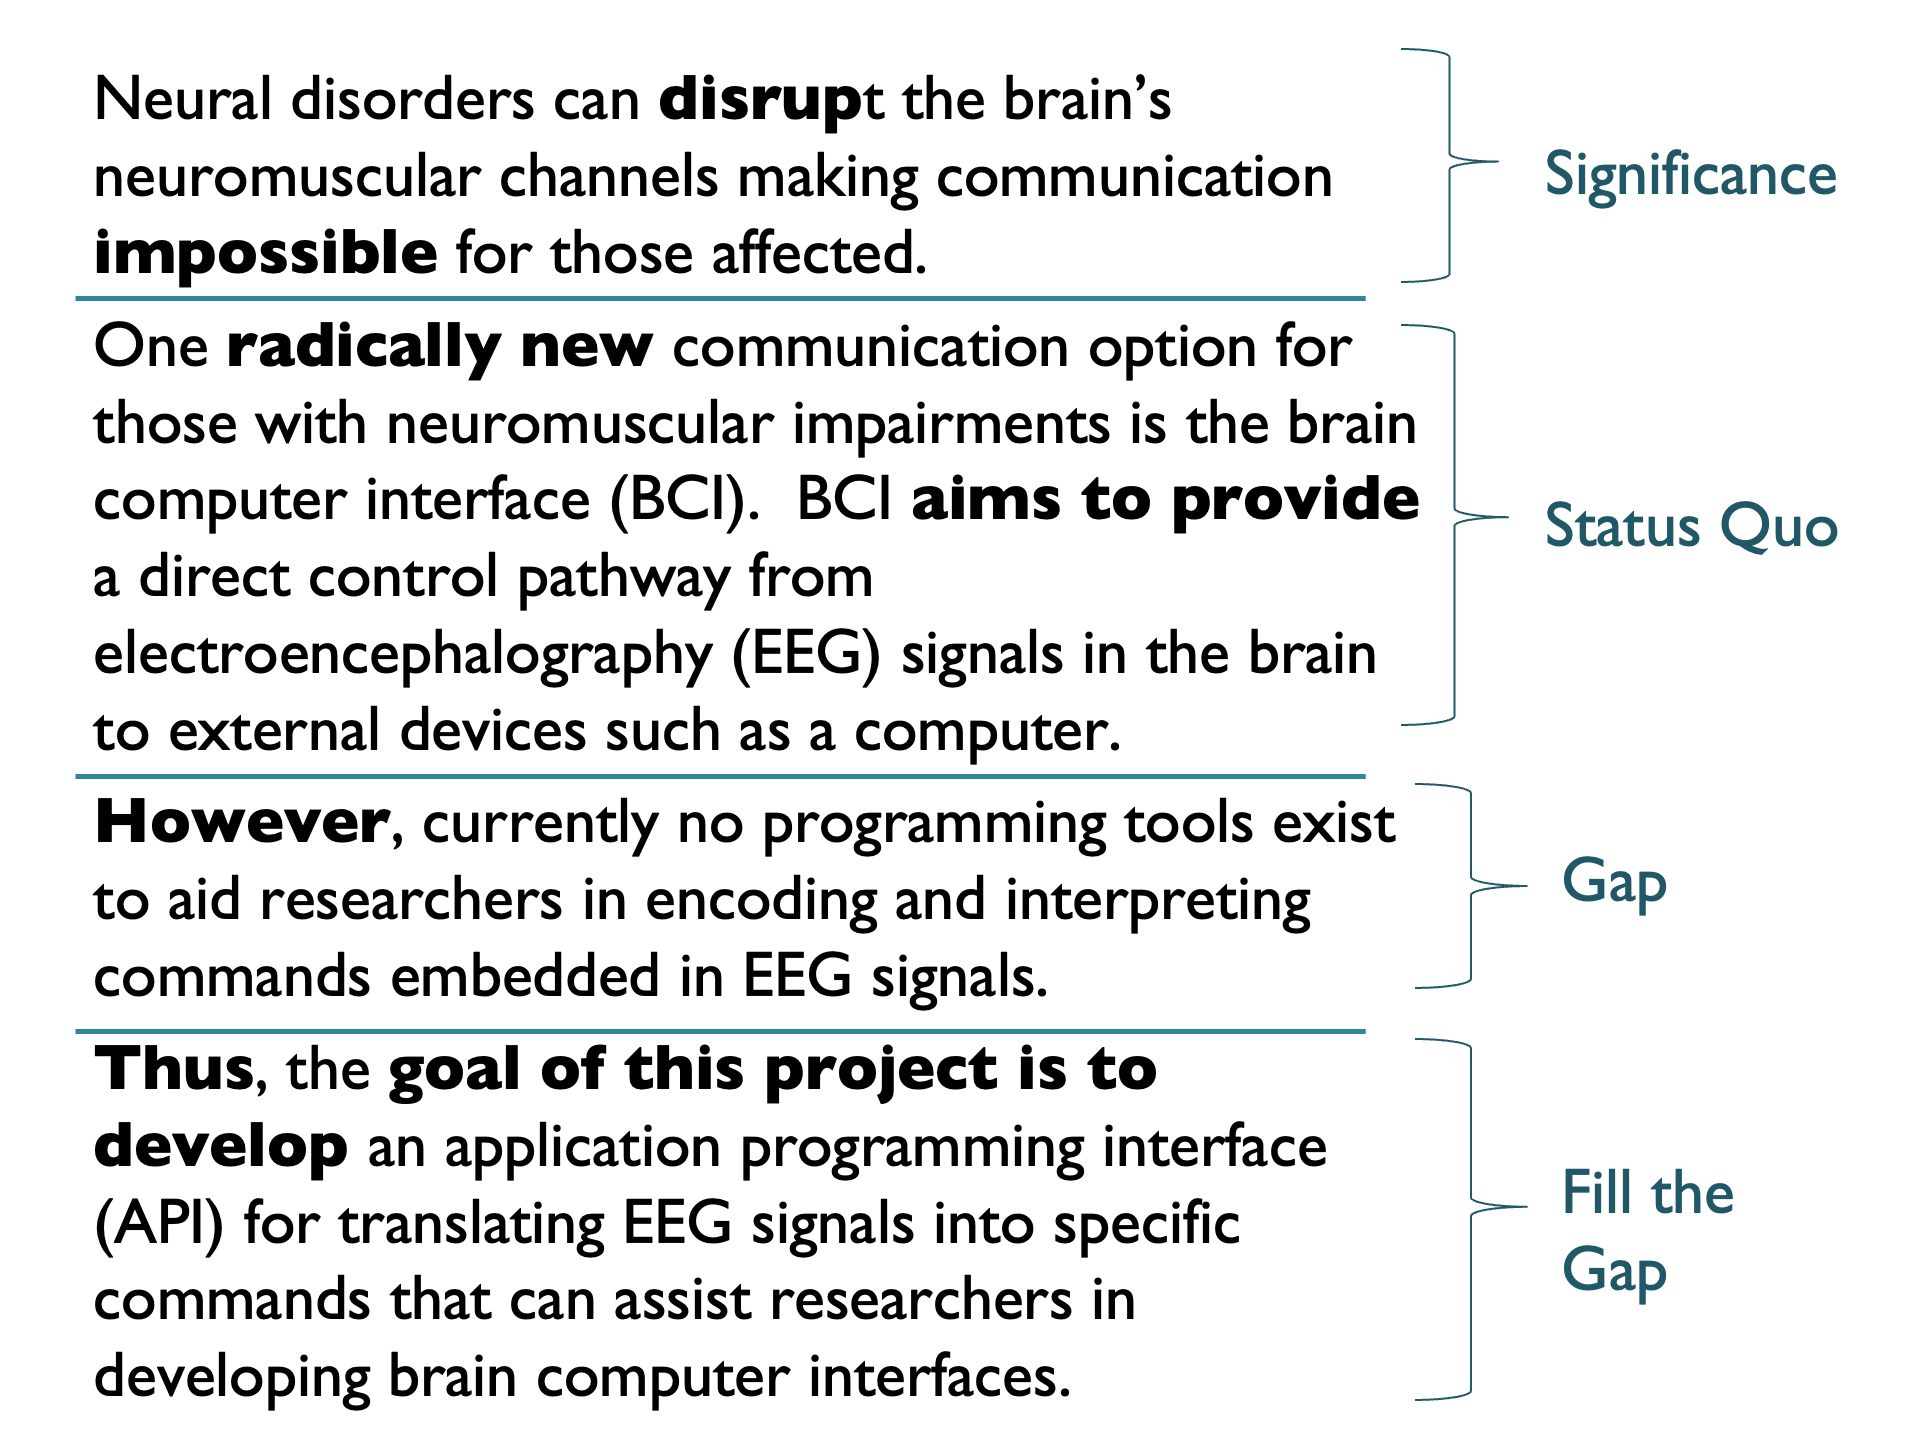 Neural disorders can disrupt the brain’s
neuromuscular channels making communication
impossible for those affected.
Significance
One radically new communication option for
those with neuromuscular impairments is the brain
computer interface (BCI).  BCI aims to provide
a direct control pathway from
electroencephalography (EEG) signals in the brain
to external devices such as a computer.
Status Quo
However, currently no programming tools exist
to aid researchers in encoding and interpreting
commands embedded in EEG signals.
Gap
Thus, the goal of this project is to
develop an application programming interface
(API) for translating EEG signals into specific
commands that can assist researchers in
developing brain computer interfaces.
Fill the
Gap